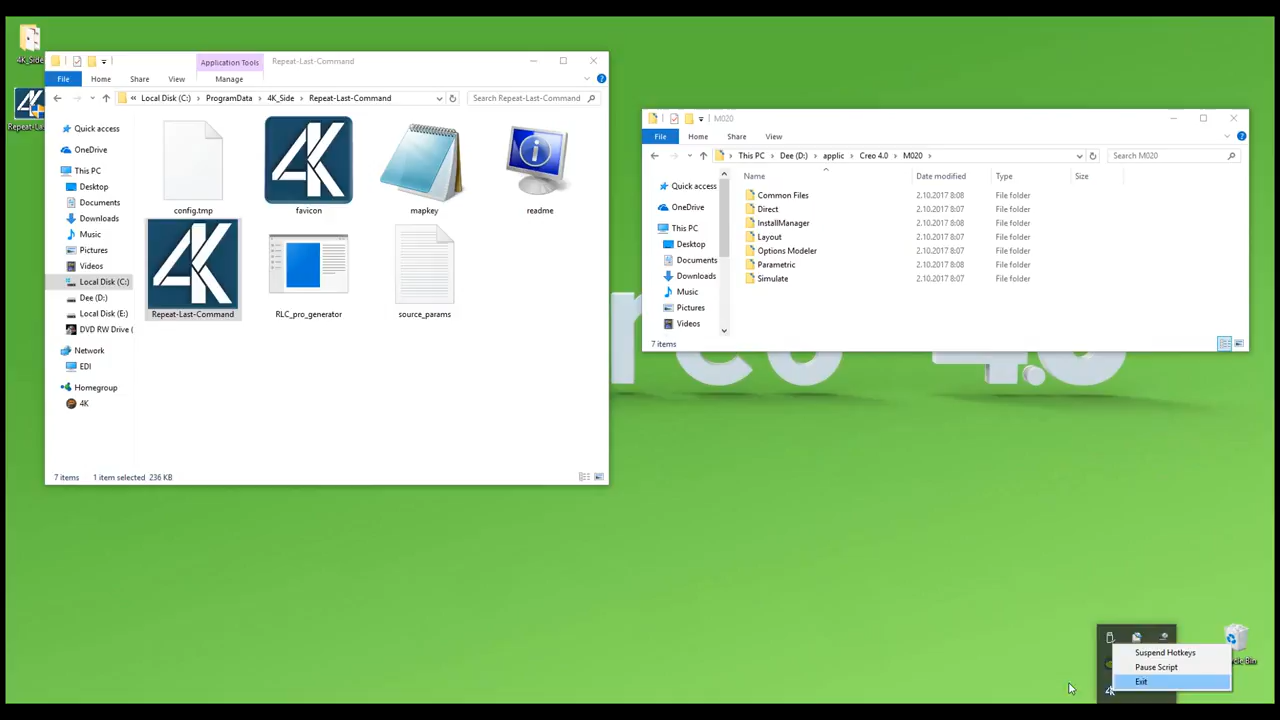 4K_Side
Repeat-La
Application Tools
Repeat-Last-Command
File
Home
Share
View
Manage
« Local Disk (C:) › ProgramData › 4K_Side › Repeat-Last-Command
Search Repeat-Last-Command
Quick access
OneDrive
This PC
Desktop
Documents
Downloads
Music
Pictures
Videos
Local Disk (C:)
Dee (D:)
Local Disk (E:)
DVD RW Drive (
Network
EDI
Homegroup
4K
config.tmp
4K
favicon
mapkey
readme
4K
Repeat-Last-Command
RLC_pro_generator
source_params
7 items
1 item selected 236 KB
M020
File
Home
Share
View
This PC › Dee (D:) › applic › Creo 4.0 › M020 ›
Search M020
Quick access
OneDrive
This PC
Desktop
Documents
Downloads
Music
Pictures
Videos
Name Date modified Type Size
Common Files 2.10.2017 8:08 File folder
Direct 2.10.2017 8:07 File folder
InstallManager 2.10.2017 8:08 File folder
Layout 2.10.2017 8:07 File folder
Options Modeler 2.10.2017 8:07 File folder
Parametric 2.10.2017 8:08 File folder
Simulate 2.10.2017 8:07 File folder
7 items
Suspend Hotkeys
Pause Script
Exit
cle Bin